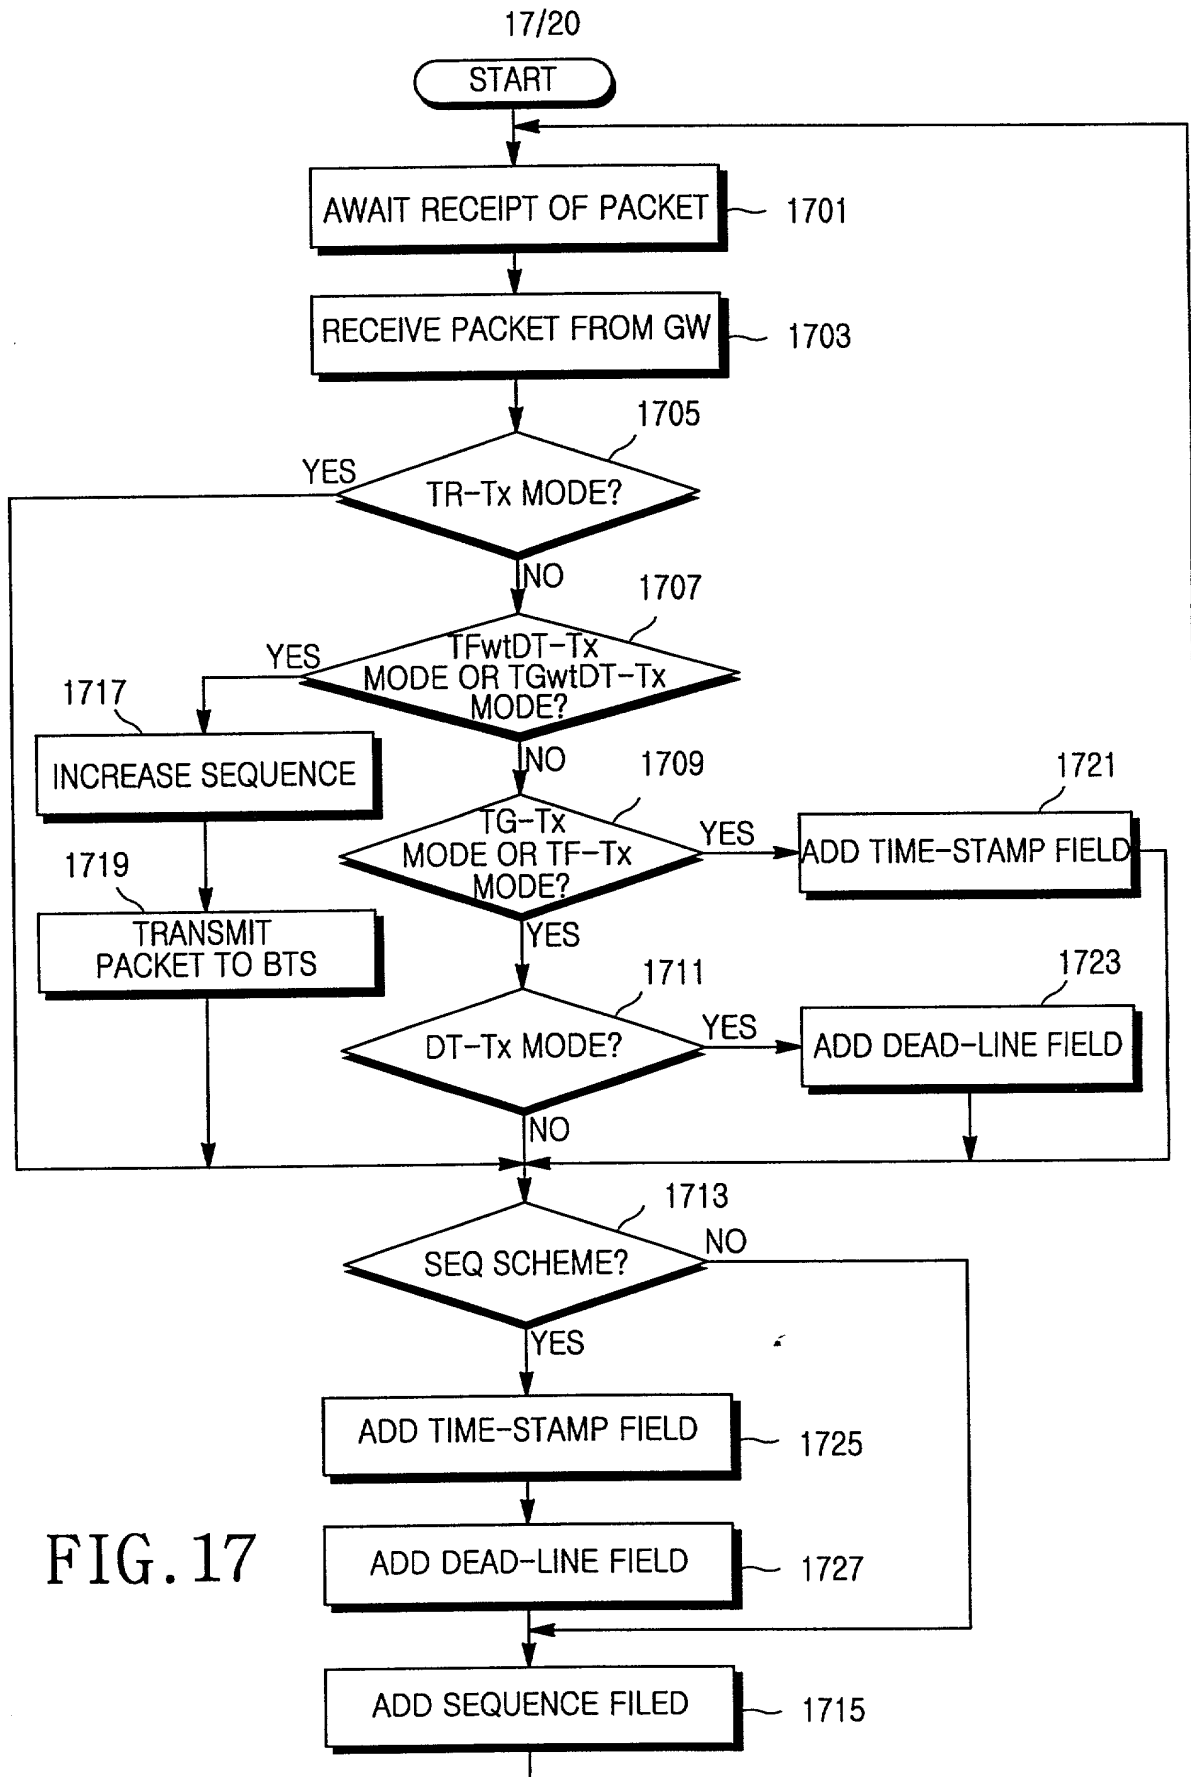 17/20
START
AWAIT RECEIPT OF PACKET
1701
RECEIVE PACKET FROM GW
1703
1705
YES
TR-Tx MODE?
NO
1707
YES
TFwtDT-Tx
MODE OR TGwtDT-Tx
MODE?
1717
NO
INCREASE SEQUENCE
1709
1721
TG-Tx
MODE OR TF-Tx
MODE?
YES
ADD TIME-STAMP FIELD
1719
TRANSMIT
PACKET TO BTS
YES
1711
1723
DT-Tx MODE?
YES
ADD DEAD-LINE FIELD
NO
1713
SEQ SCHEME?
NO
YES
ADD TIME-STAMP FIELD
1725
ADD DEAD-LINE FIELD
1727
FIG.17
ADD SEQUENCE FILED
1715